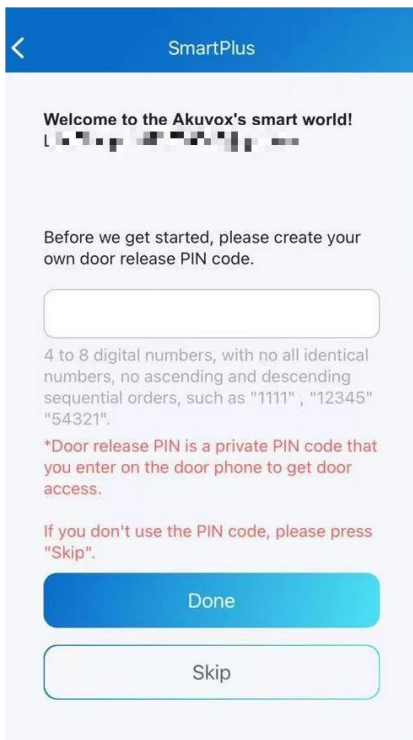 SmartPlus
Welcome to the Akuvox's smart world!
Before we get started, please create your
own door release PIN code.
4 to 8 digital numbers, with no all identical
numbers, no ascending and descending
sequential orders, such as "1111" , "12345"
"54321".
*Door release PIN is a private PIN code that
you enter on the door phone to get door
access.
If you don't use the PIN code, please press
"Skip".
Done
Skip